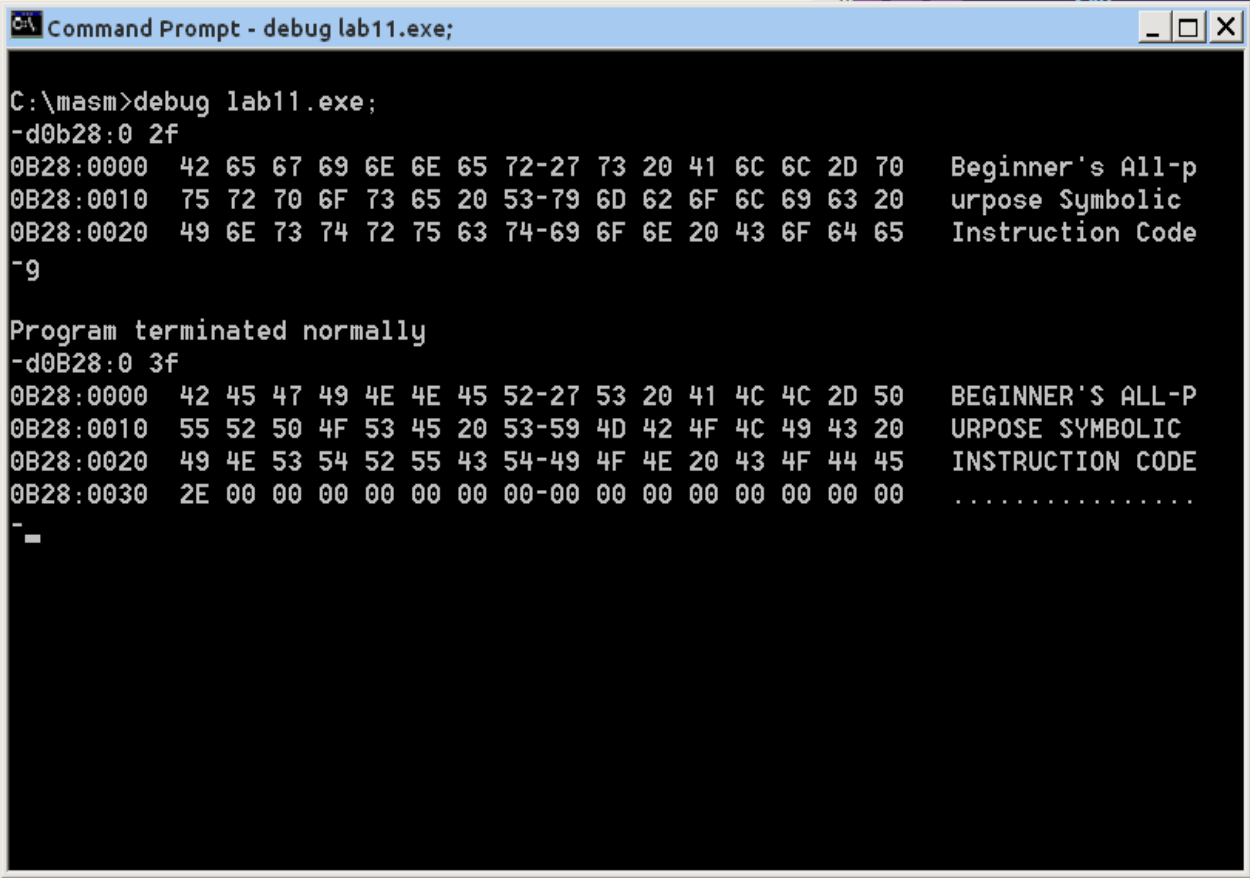 Command Prompt - debug lab11.exe;
C:\masm>debug lab11.exe;
-d0b28:0 2f
0B28:0000  42 65 67 69 6E 6E 65 72-27 73 20 41 6C 6C 2D 70   Beginner's All-p
0B28:0010  75 72 70 6F 73 65 20 53-79 6D 62 6F 6C 69 63 20   urpose Symbolic
0B28:0020  49 6E 73 74 72 75 63 74-69 6F 6E 20 43 6F 64 65   Instruction Code
-g
Program terminated normally
-d0B28:0 3f
0B28:0000  42 45 47 49 4E 4E 45 52-27 53 20 41 4C 4C 2D 50   BEGINNER'S ALL-P
0B28:0010  55 52 50 4F 53 45 20 53-59 4D 42 4F 4C 49 43 20   URPOSE SYMBOLIC
0B28:0020  49 4E 53 54 52 55 43 54-49 4F 4E 20 43 4F 44 45   INSTRUCTION CODE
0B28:0030  2E 00 00 00 00 00 00 00-00 00 00 00 00 00 00 00   ................
-